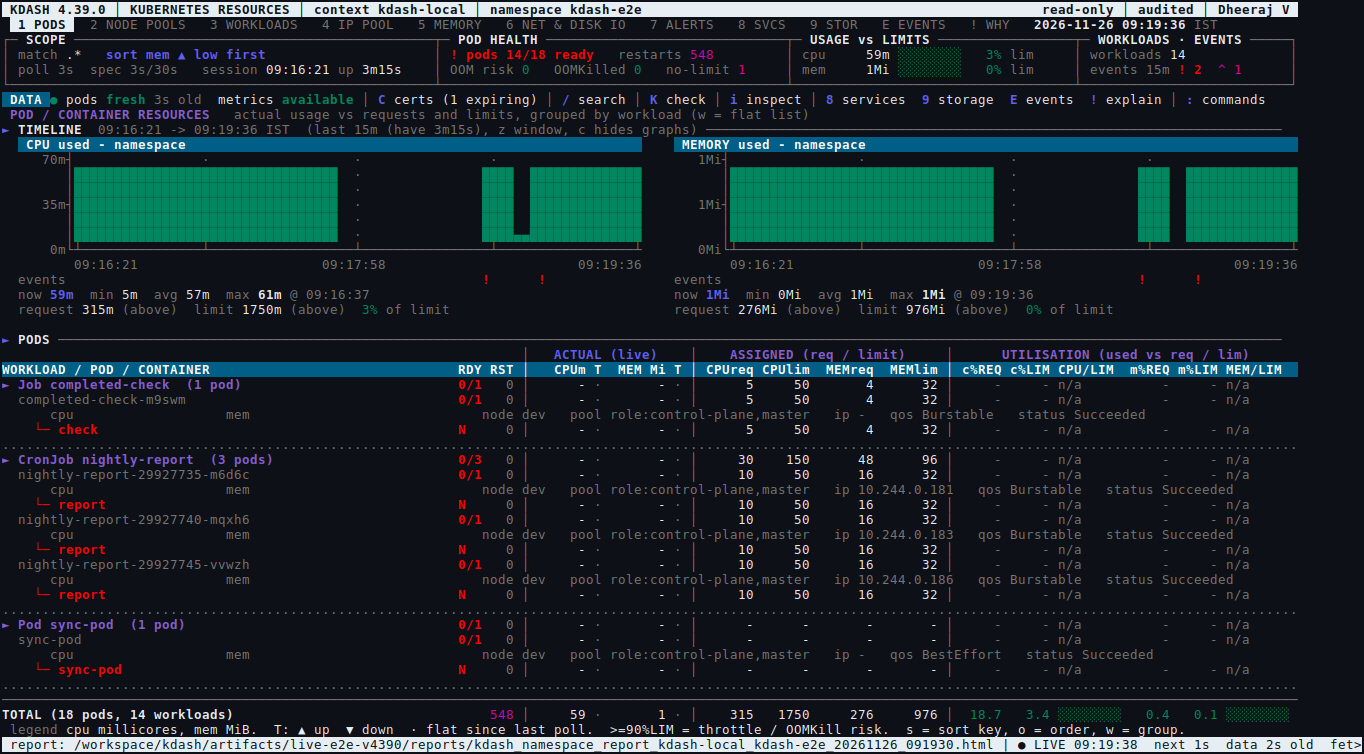 KDASH 4.39.0 │ KUBERNETES RESOURCES │ context kdash-local │ namespace kdash-e2e read-only │ audited │ Dheeraj V
1 PODS 2 NODE POOLS 3 WORKLOADS 4 IP POOL 5 MEMORY 6 NET & DISK IO 7 ALERTS 8 SVCS 9 STOR E EVENTS ! WHY 2026-11-26 09:19:36 IST
SCOPE POD HEALTH USAGE vs LIMITS WORKLOADS · EVENTS
match .* sort mem ▲ low first ! pods 14/18 ready restarts 548 cpu 59m 3% lim workloads 14
poll 3s spec 3s/30s session 09:16:21 up 3m15s OOM risk 0 OOMKilled 0 no-limit 1 mem 1Mi 0% lim events 15m ! 2 ^ 1
DATA ● pods fresh 3s old metrics available │ C certs (1 expiring) │ / search │ K check │ i inspect │ 8 services 9 storage E events ! explain │ : commands
POD / CONTAINER RESOURCES actual usage vs requests and limits, grouped by workload (w = flat list)
► TIMELINE 09:16:21 -> 09:19:36 IST (last 15m (have 3m15s), z window, c hides graphs)
CPU used - namespace MEMORY used - namespace
70m 1Mi
35m 1Mi
0m 0Mi
09:16:21 09:17:58 09:19:36 09:16:21 09:17:58 09:19:36
events ! ! events ! !
now 59m min 5m avg 57m max 61m @ 09:16:37 now 1Mi min 0Mi avg 1Mi max 1Mi @ 09:19:36
request 315m (above) limit 1750m (above) 3% of limit request 276Mi (above) limit 976Mi (above) 0% of limit
► PODS
│ ACTUAL (live) │ ASSIGNED (req / limit) │ UTILISATION (used vs req / lim)
WORKLOAD / POD / CONTAINER RDY RST │ CPUm T MEM Mi T │ CPUreq CPUlim MEMreq MEMlim │ c%REQ c%LIM CPU/LIM m%REQ m%LIM MEM/LIM
► Job completed-check (1 pod) 0/1 0 │ - · - · │ 5 50 4 32 │ - - n/a - - n/a
completed-check-m9swm 0/1 0 │ - · - · │ 5 50 4 32 │ - - n/a - - n/a
cpu mem node dev pool role:control-plane,master ip - qos Burstable status Succeeded
└─ check N 0 │ - · - · │ 5 50 4 32 │ - - n/a - - n/a
► CronJob nightly-report (3 pods) 0/3 0 │ - · - · │ 30 150 48 96 │ - - n/a - - n/a
nightly-report-29927735-m6d6c 0/1 0 │ - · - · │ 10 50 16 32 │ - - n/a - - n/a
cpu mem node dev pool role:control-plane,master ip 10.244.0.181 qos Burstable status Succeeded
└─ report N 0 │ - · - · │ 10 50 16 32 │ - - n/a - - n/a
nightly-report-29927740-mqxh6 0/1 0 │ - · - · │ 10 50 16 32 │ - - n/a - - n/a
cpu mem node dev pool role:control-plane,master ip 10.244.0.183 qos Burstable status Succeeded
└─ report N 0 │ - · - · │ 10 50 16 32 │ - - n/a - - n/a
nightly-report-29927745-vvwzh 0/1 0 │ - · - · │ 10 50 16 32 │ - - n/a - - n/a
cpu mem node dev pool role:control-plane,master ip 10.244.0.186 qos Burstable status Succeeded
└─ report N 0 │ - · - · │ 10 50 16 32 │ - - n/a - - n/a
► Pod sync-pod (1 pod) 0/1 0 │ - · - · │ - - - - │ - - n/a - - n/a
sync-pod 0/1 0 │ - · - · │ - - - - │ - - n/a - - n/a
cpu mem node dev pool role:control-plane,master ip - qos BestEffort status Succeeded
└─ sync-pod N 0 │ - · - · │ - - - - │ - - n/a - - n/a
TOTAL (18 pods, 14 workloads) 548 │ 59 · 1 · │ 315 1750 276 976 │ 18.7 3.4 0.4 0.1
legend cpu millicores, mem MiB. T: ▲ up ▼ down · flat since last poll. >=90%LIM = throttle / OOMKill risk. s = sort key, o = order, w = group.
report: /workspace/kdash/artifacts/live-e2e-v4390/reports/kdash_namespace_report_kdash-local_kdash-e2e_20261126_091930.html │ ● LIVE 09:19:38 next 1s data 2s old fet>